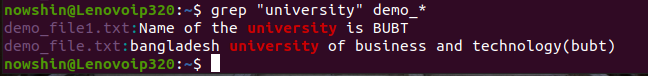 nowshin@Lenovoip320:~$ grep "university" demo_*
demo_file1.txt:Name of the university is BUBT
demo_file.txt:bangladesh university of business and technology(bubt)
nowshin@Lenovoip320:~$